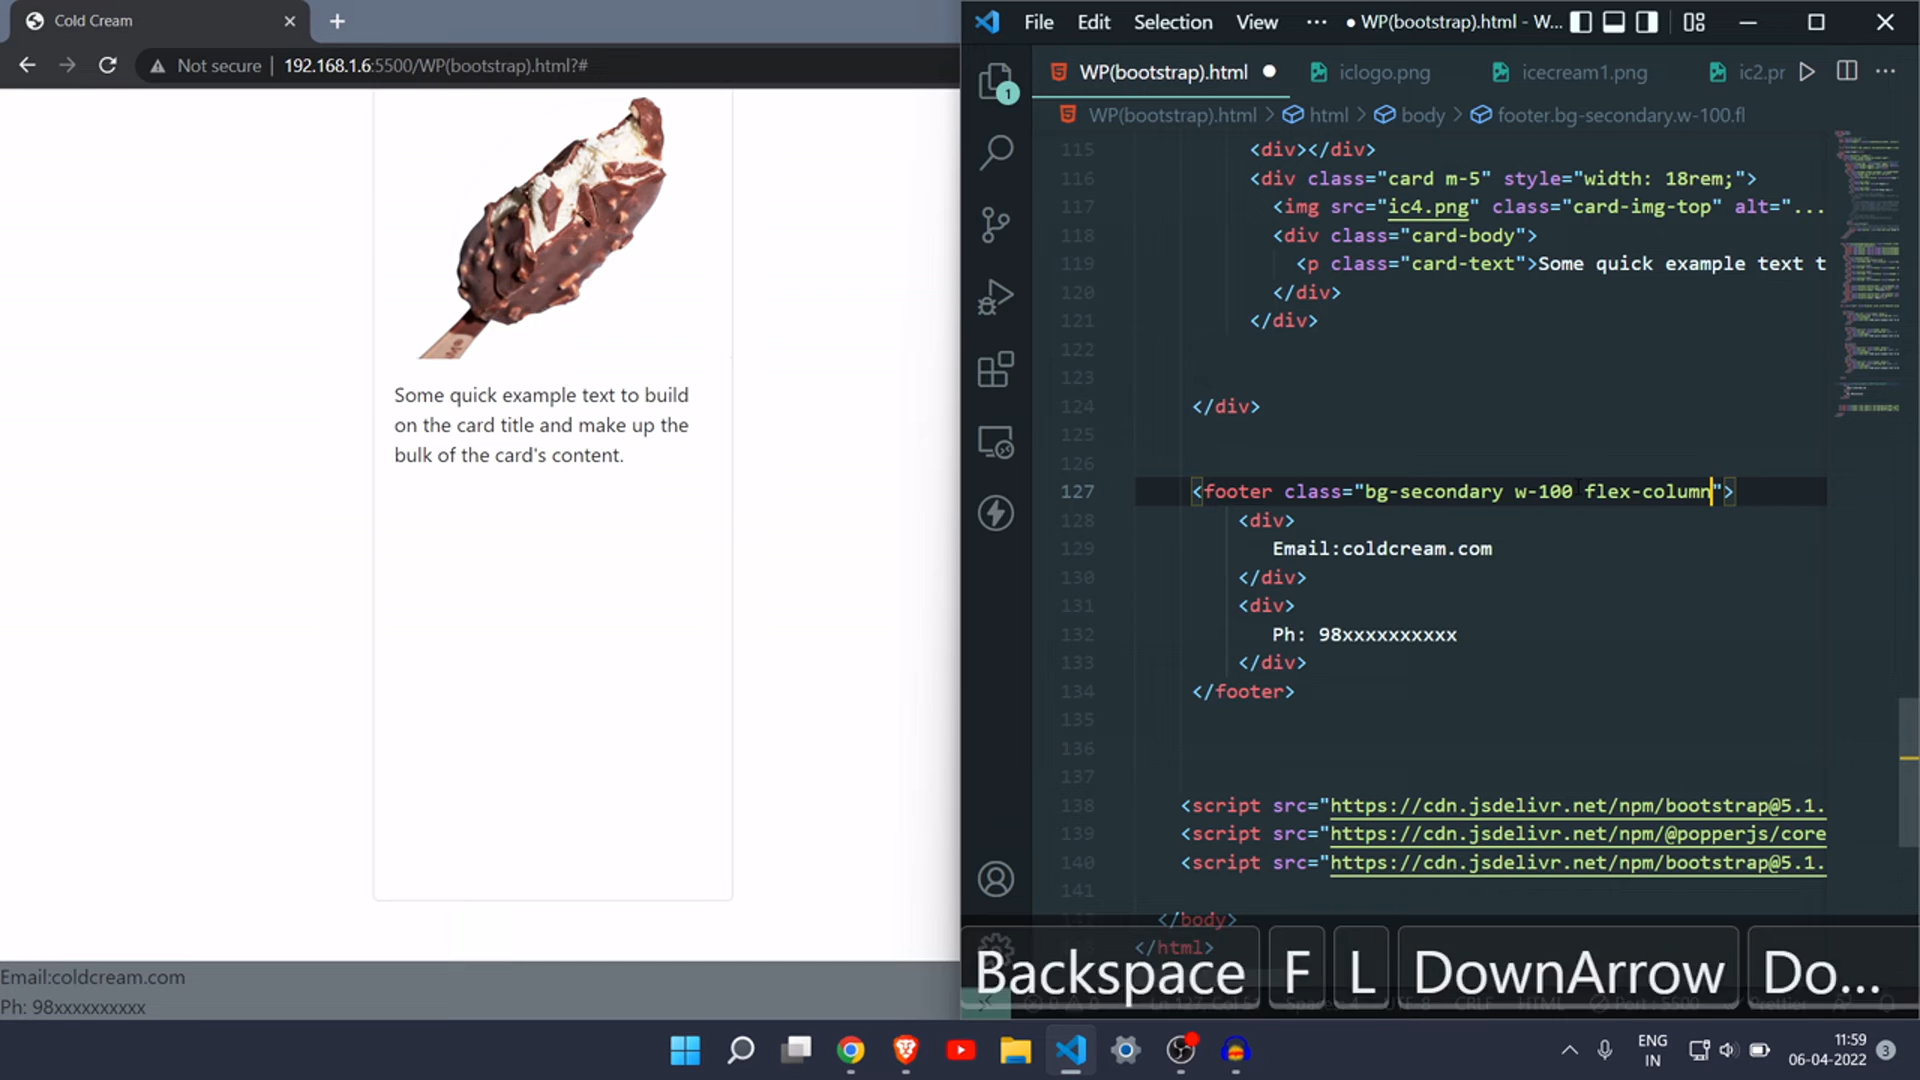 Cold Cream
Not secure
192.168.1.6:5500/WP(bootstrap).html?#
Some quick example text to build
on the card title and make up the
bulk of the card's content.
Email:coldcream.com
Ph: 98xxxxxxxxxx
File Edit Selection View ··· ● WP(bootstrap).html - W...
WP(bootstrap).html ● iclogo.png icecream1.png ic2.pr
WP(bootstrap).html > html > body > footer.bg-secondary.w-100.fl
1
115 <div></div>
116 <div class="card m-5" style="width: 18rem;">
117 <img src="ic4.png" class="card-img-top" alt="...
118 <div class="card-body">
119 <p class="card-text">Some quick example text t
120 </div>
121 </div>
122
123
124 </div>
125
126
127 <footer class="bg-secondary w-100 flex-column">
128 <div>
129 Email:coldcream.com
130 </div>
131 <div>
132 Ph: 98xxxxxxxxxx
133 </div>
134 </footer>
135
136
137
138 <script src="https://cdn.jsdelivr.net/npm/bootstrap@5.1.
139 <script src="https://cdn.jsdelivr.net/npm/@popperjs/core
140 <script src="https://cdn.jsdelivr.net/npm/bootstrap@5.1.
141
</body>
</html>
Backspace F L DownArrow Do...
ENG
IN
11:59
06-04-2022
3